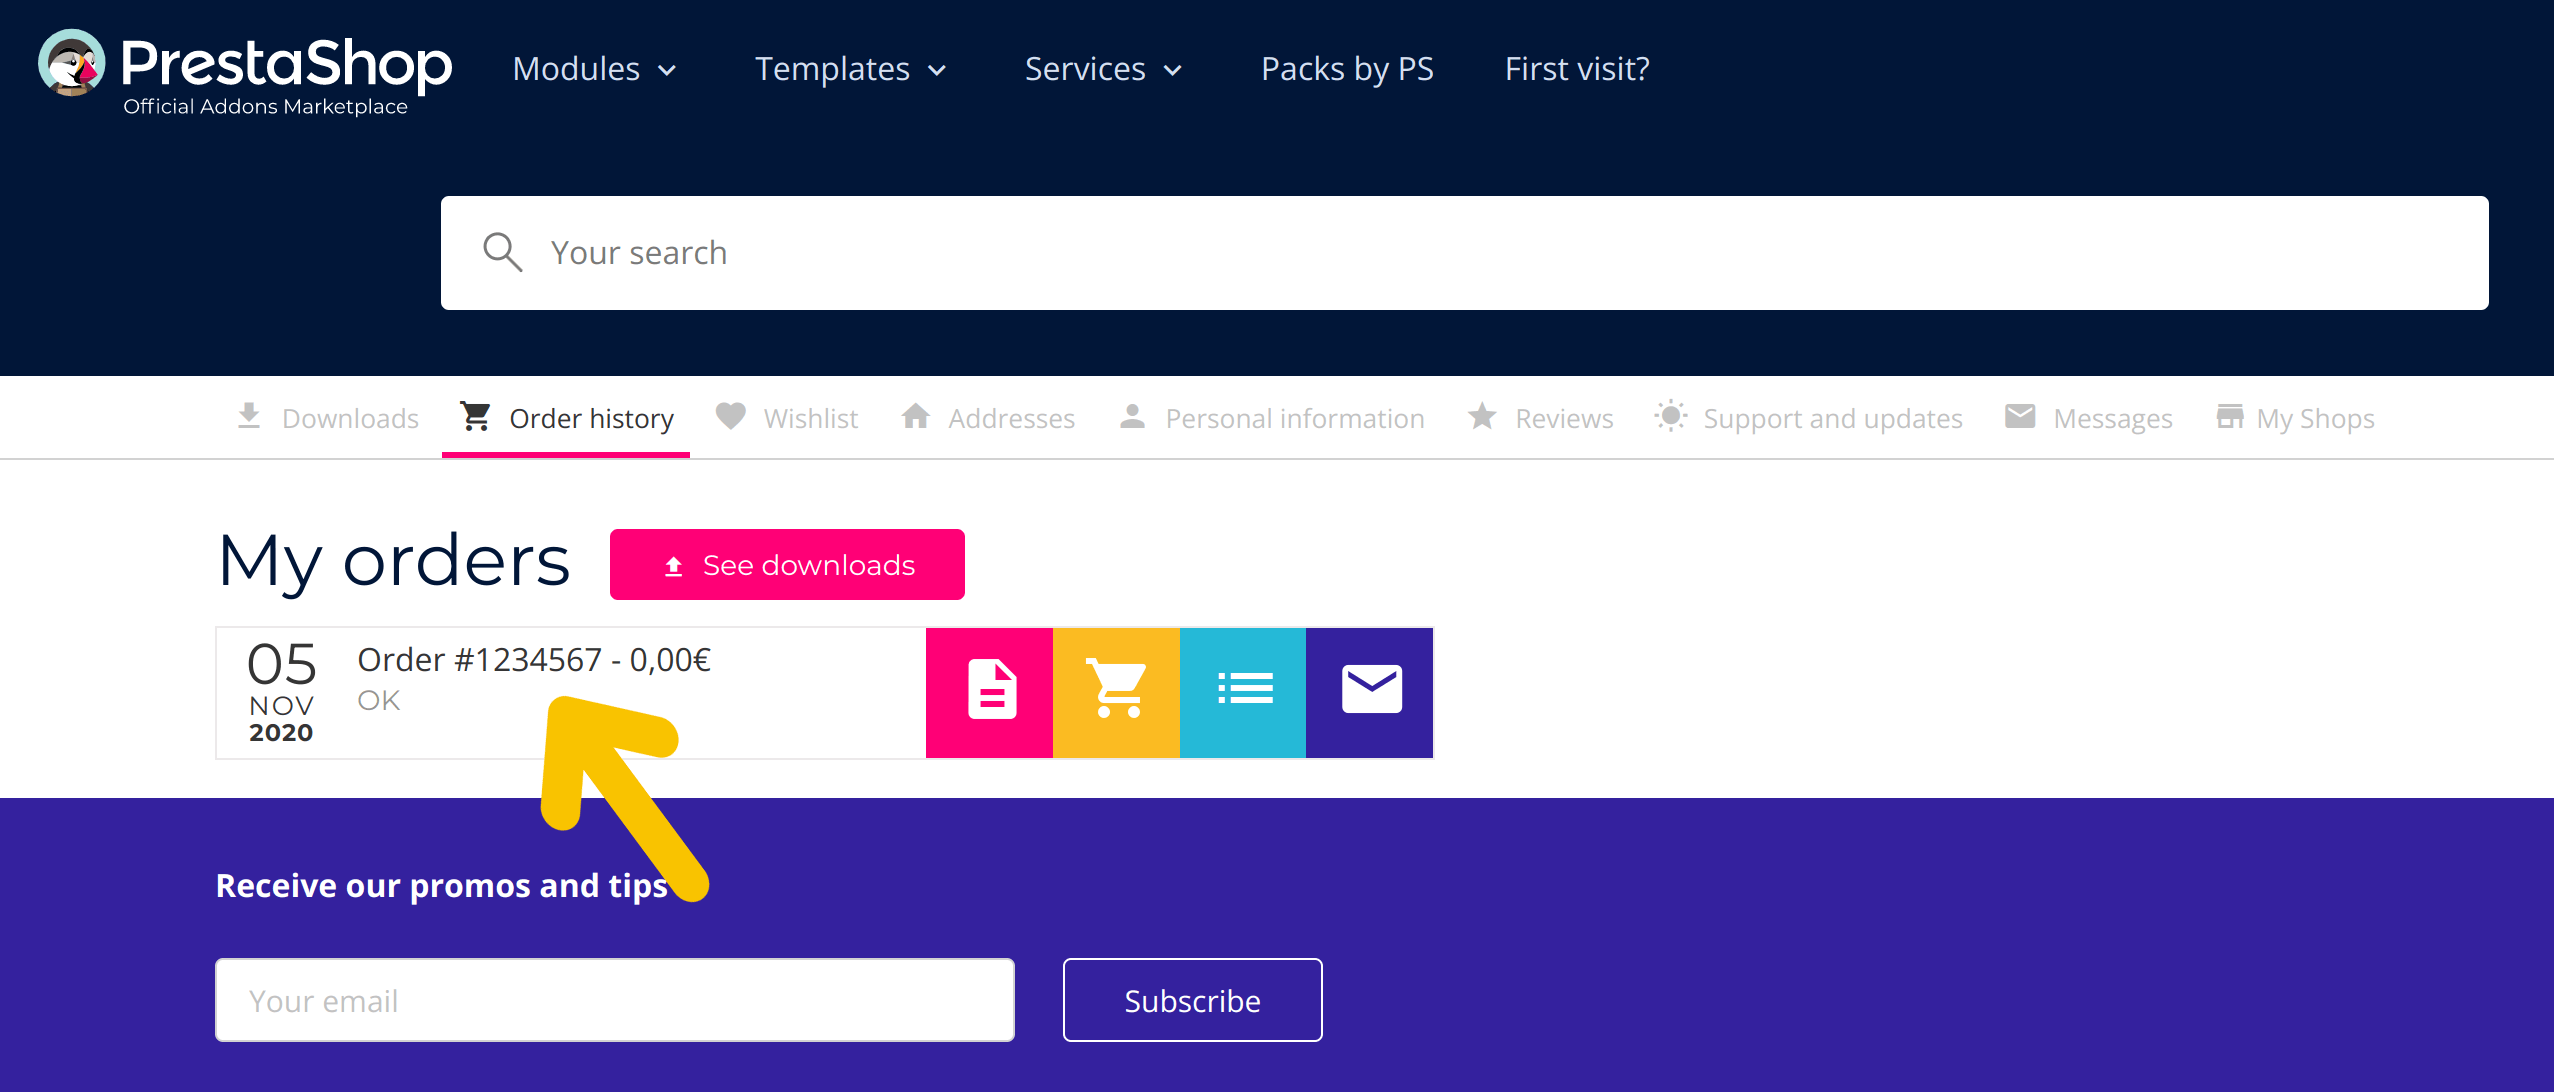 PrestaShop
Official Addons Marketplace
Modules Templates Services Packs by PS First visit?
Your search
Downloads Order history Wishlist Addresses Personal information Reviews Support and updates Messages My Shops
My orders See downloads
05
NOV
2020
Order #1234567 - 0,00€
OK
Receive our promos and tips
Your email Subscribe